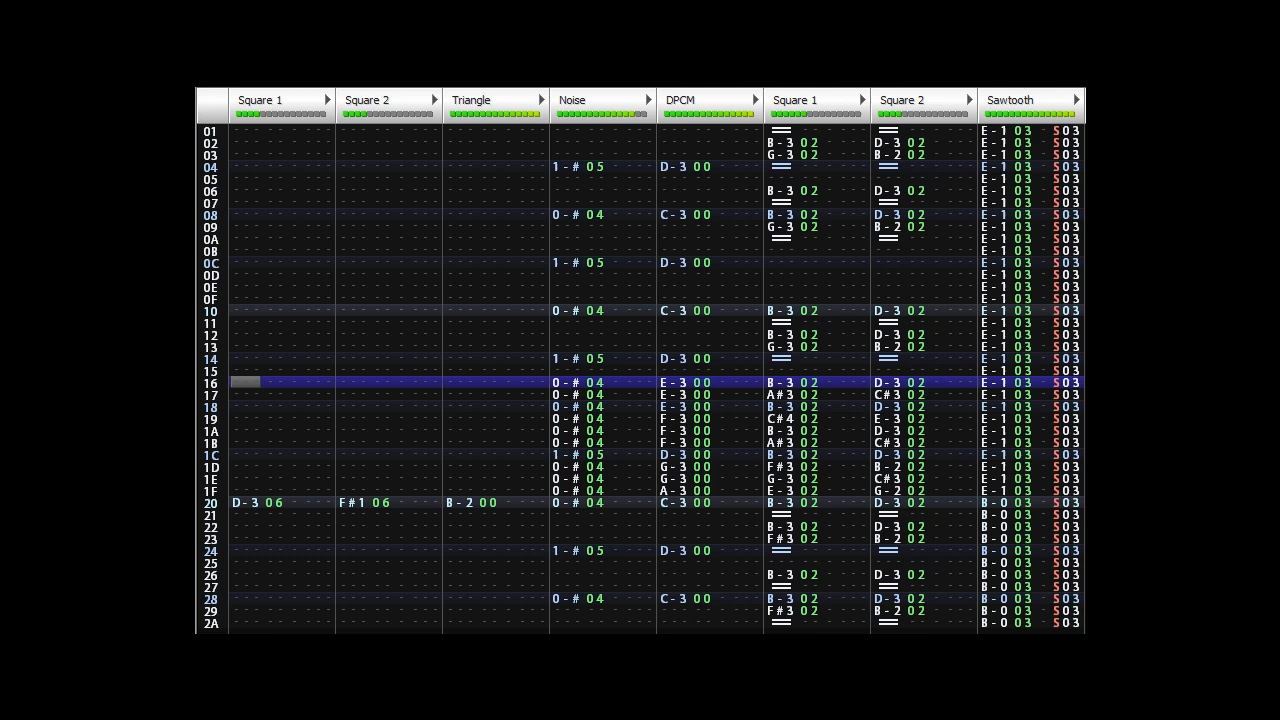 Square 1 Square 2 Triangle Noise DPCM Square 1 Square 2 Sawtooth
01 E-1 03 S03
02 B-3 02 D-3 02 E-1 03 S03
03 G-3 02 B-2 02 E-1 03 S03
04 1-# 05 D-3 00 E-1 03 S03
05 E-1 03 S03
06 B-3 02 D-3 02 E-1 03 S03
07 E-1 03 S03
08 0-# 04 C-3 00 B-3 02 D-3 02 E-1 03 S03
09 G-3 02 B-2 02 E-1 03 S03
0A E-1 03 S03
0B E-1 03 S03
0C 1-# 05 D-3 00 E-1 03 S03
0D E-1 03 S03
0E E-1 03 S03
0F E-1 03 S03
10 0-# 04 C-3 00 B-3 02 D-3 02 E-1 03 S03
11 E-1 03 S03
12 B-3 02 D-3 02 E-1 03 S03
13 G-3 02 B-2 02 E-1 03 S03
14 1-# 05 D-3 00 E-1 03 S03
15 E-1 03 S03
16 0-# 04 E-3 00 B-3 02 D-3 02 E-1 03 S03
17 0-# 04 E-3 00 A#3 02 C#3 02 E-1 03 S03
18 0-# 04 E-3 00 B-3 02 D-3 02 E-1 03 S03
19 0-# 04 F-3 00 C#4 02 E-3 02 E-1 03 S03
1A 0-# 04 F-3 00 B-3 02 D-3 02 E-1 03 S03
1B 0-# 04 F-3 00 A#3 02 C#3 02 E-1 03 S03
1C 1-# 05 D-3 00 B-3 02 D-3 02 E-1 03 S03
1D 0-# 04 G-3 00 F#3 02 B-2 02 E-1 03 S03
1E 0-# 04 G-3 00 G-3 02 C#3 02 E-1 03 S03
1F 0-# 04 A-3 00 E-3 02 G-2 02 E-1 03 S03
20 D-3 06 F#1 06 B-2 00 0-# 04 C-3 00 B-3 02 D-3 02 B-0 03 S03
21 B-0 03 S03
22 B-3 02 D-3 02 B-0 03 S03
23 F#3 02 B-2 02 B-0 03 S03
24 1-# 05 D-3 00 B-0 03 S03
25 B-0 03 S03
26 B-3 02 D-3 02 B-0 03 S03
27 B-0 03 S03
28 0-# 04 C-3 00 B-3 02 D-3 02 B-0 03 S03
29 F#3 02 B-2 02 B-0 03 S03
2A B-0 03 S03